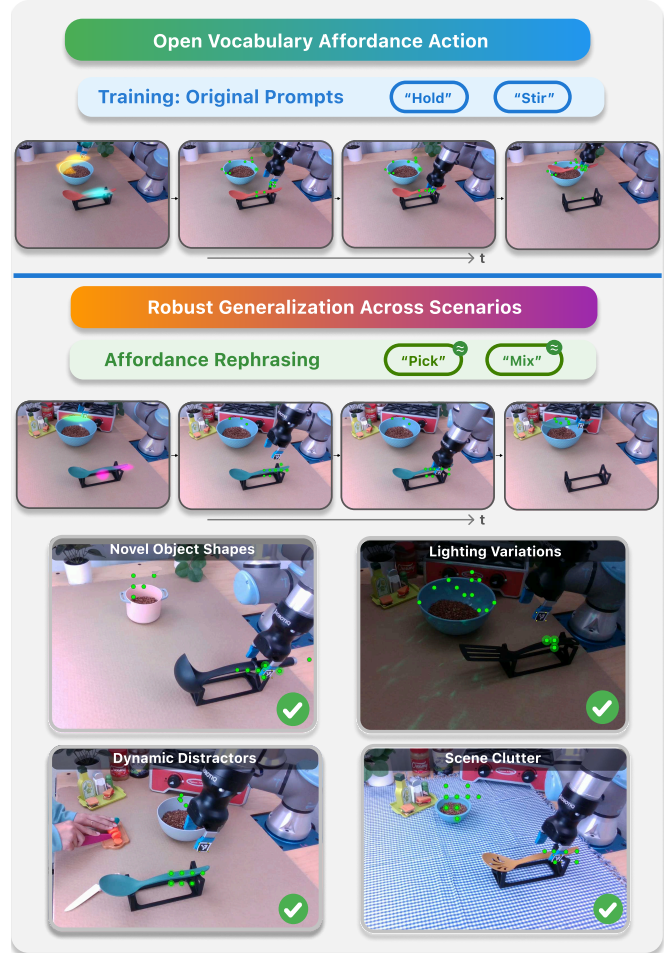 Open Vocabulary Affordance Action
Training: Original Prompts “Hold” “Stir”
t
Robust Generalization Across Scenarios
Affordance Rephrasing “Pick” ≈ “Mix” ≈
t
Novel Object Shapes
Lighting Variations
Dynamic Distractors
Scene Clutter